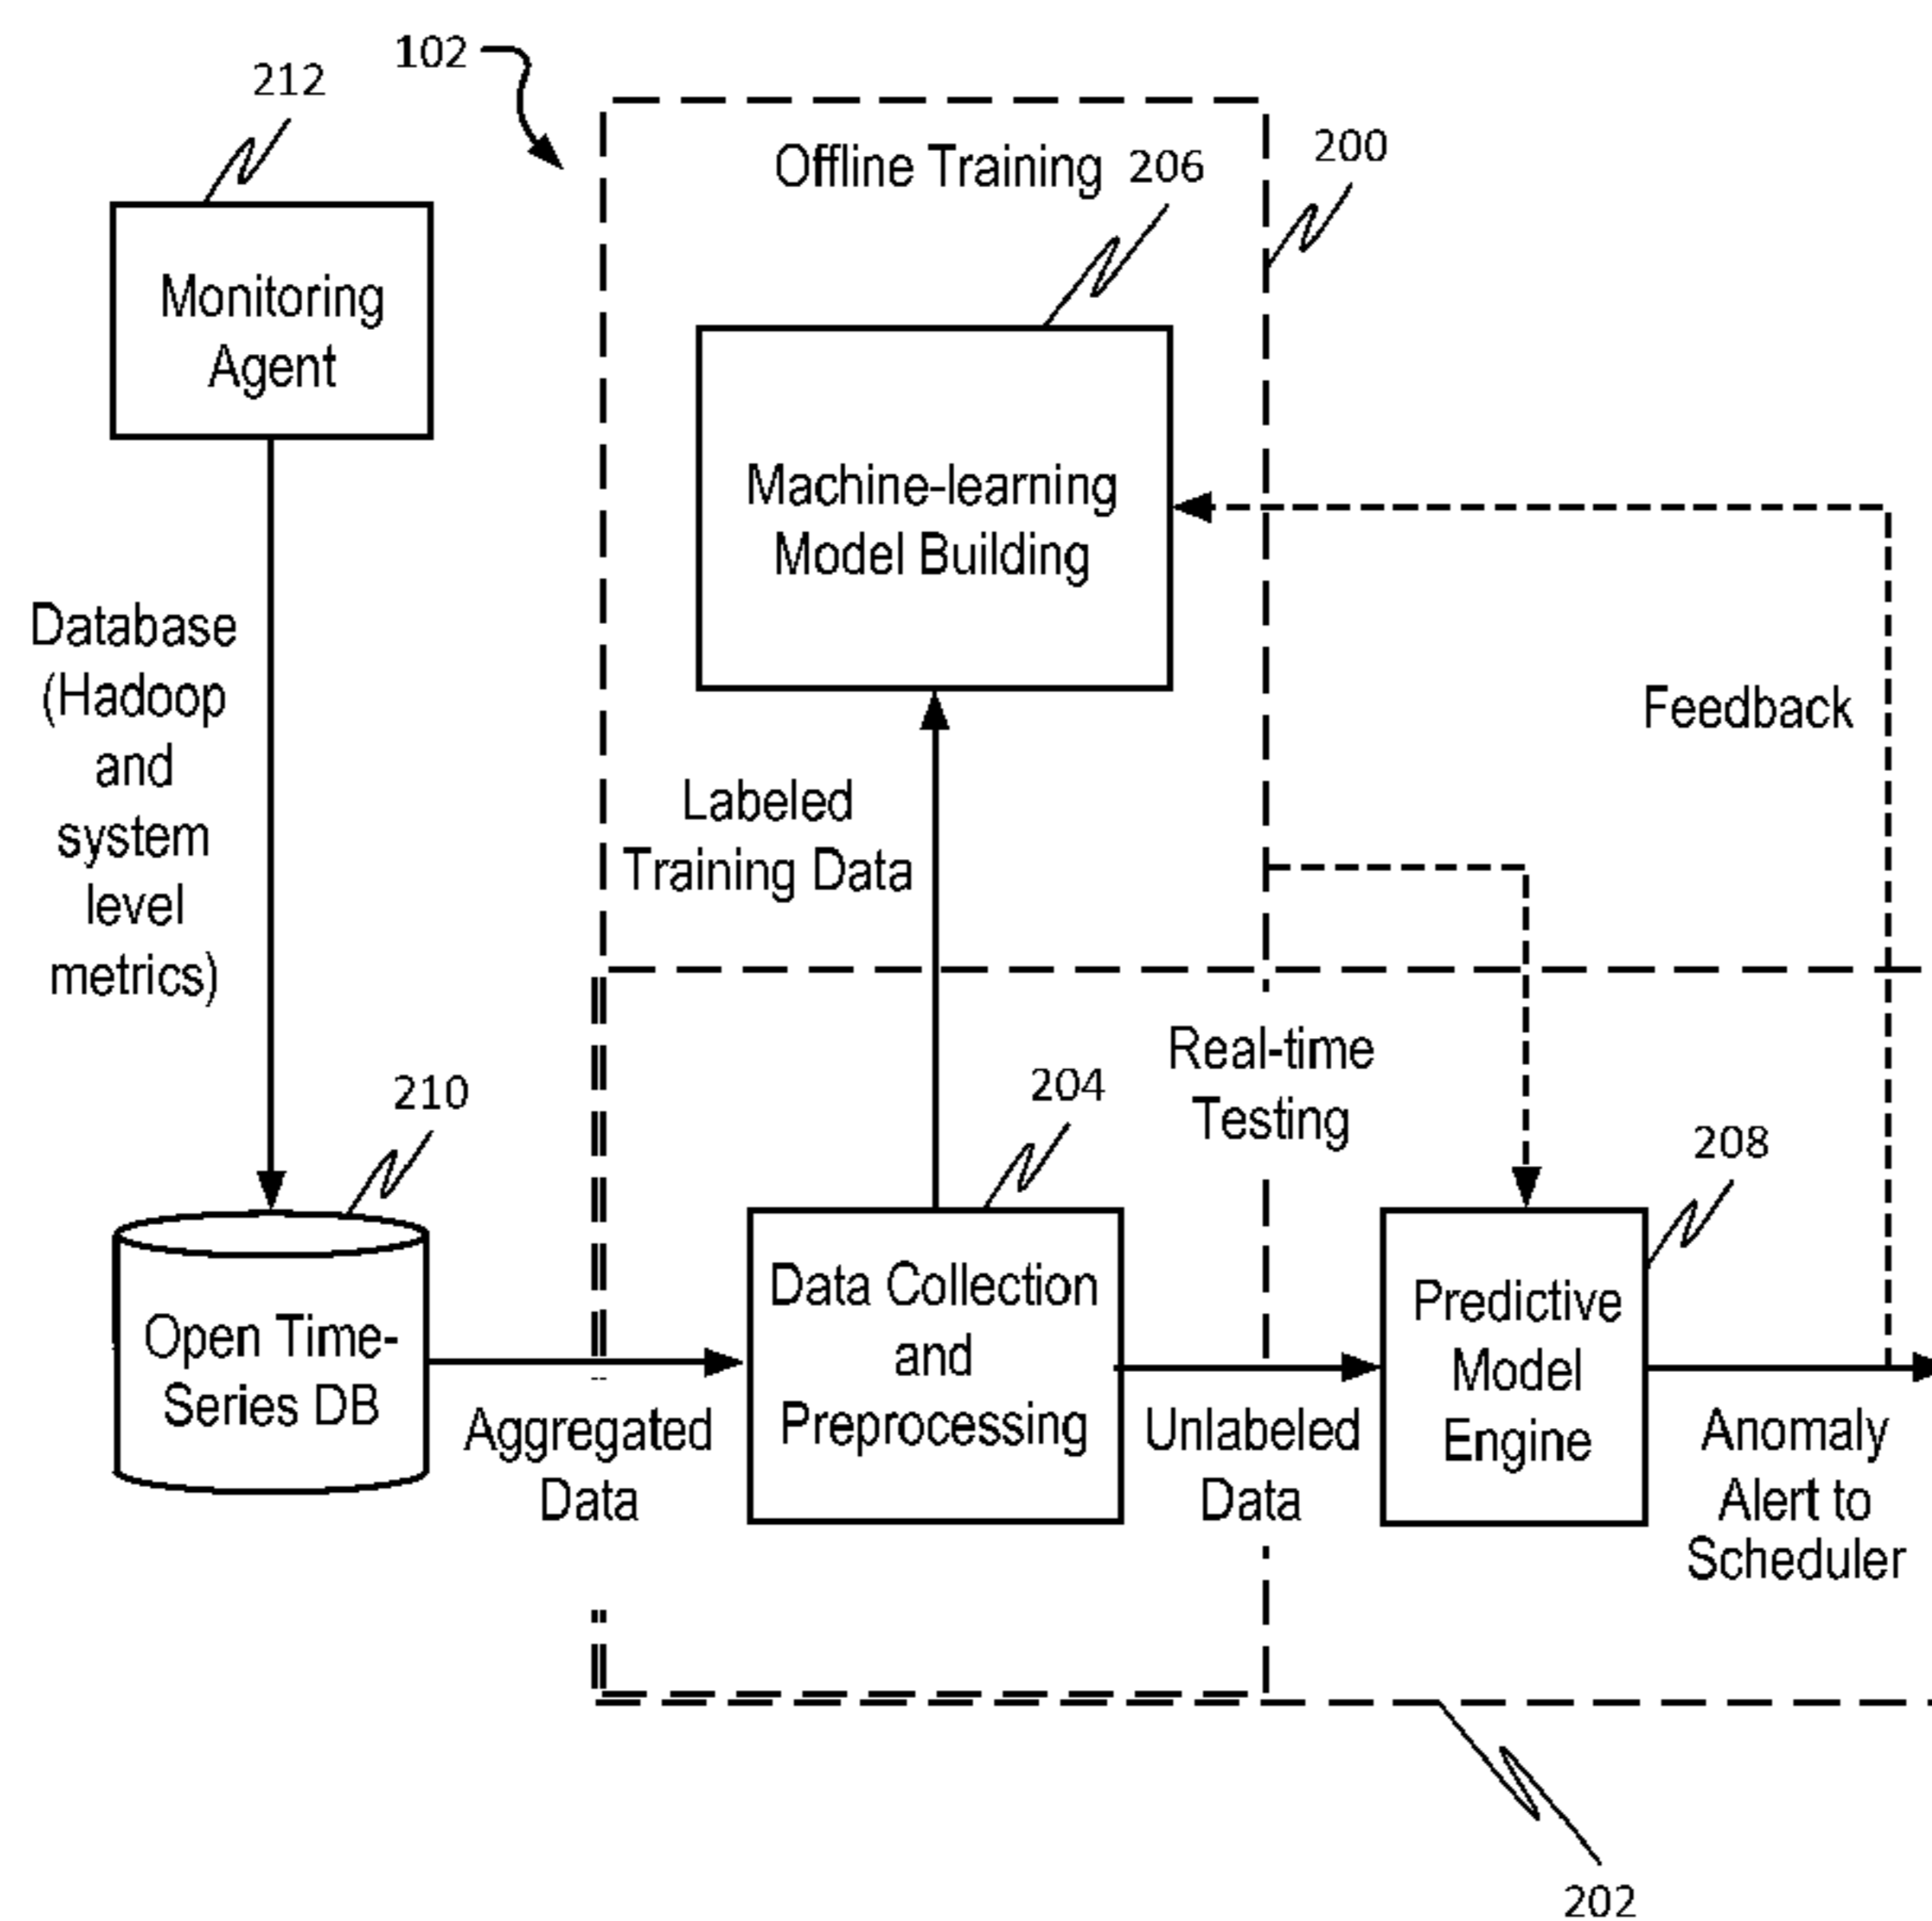 102
212
200
Offline Training
206
Monitoring
Agent
Machine-learning
Model Building
Database
(Hadoop
and
system
level
metrics)
Feedback
Labeled
Training Data
Real-time
Testing
210
204
208
Open Time-
Series DB
Aggregated
Data
Data Collection
and
Preprocessing
Unlabeled
Data
Predictive
Model
Engine
Anomaly
Alert to
Scheduler
202